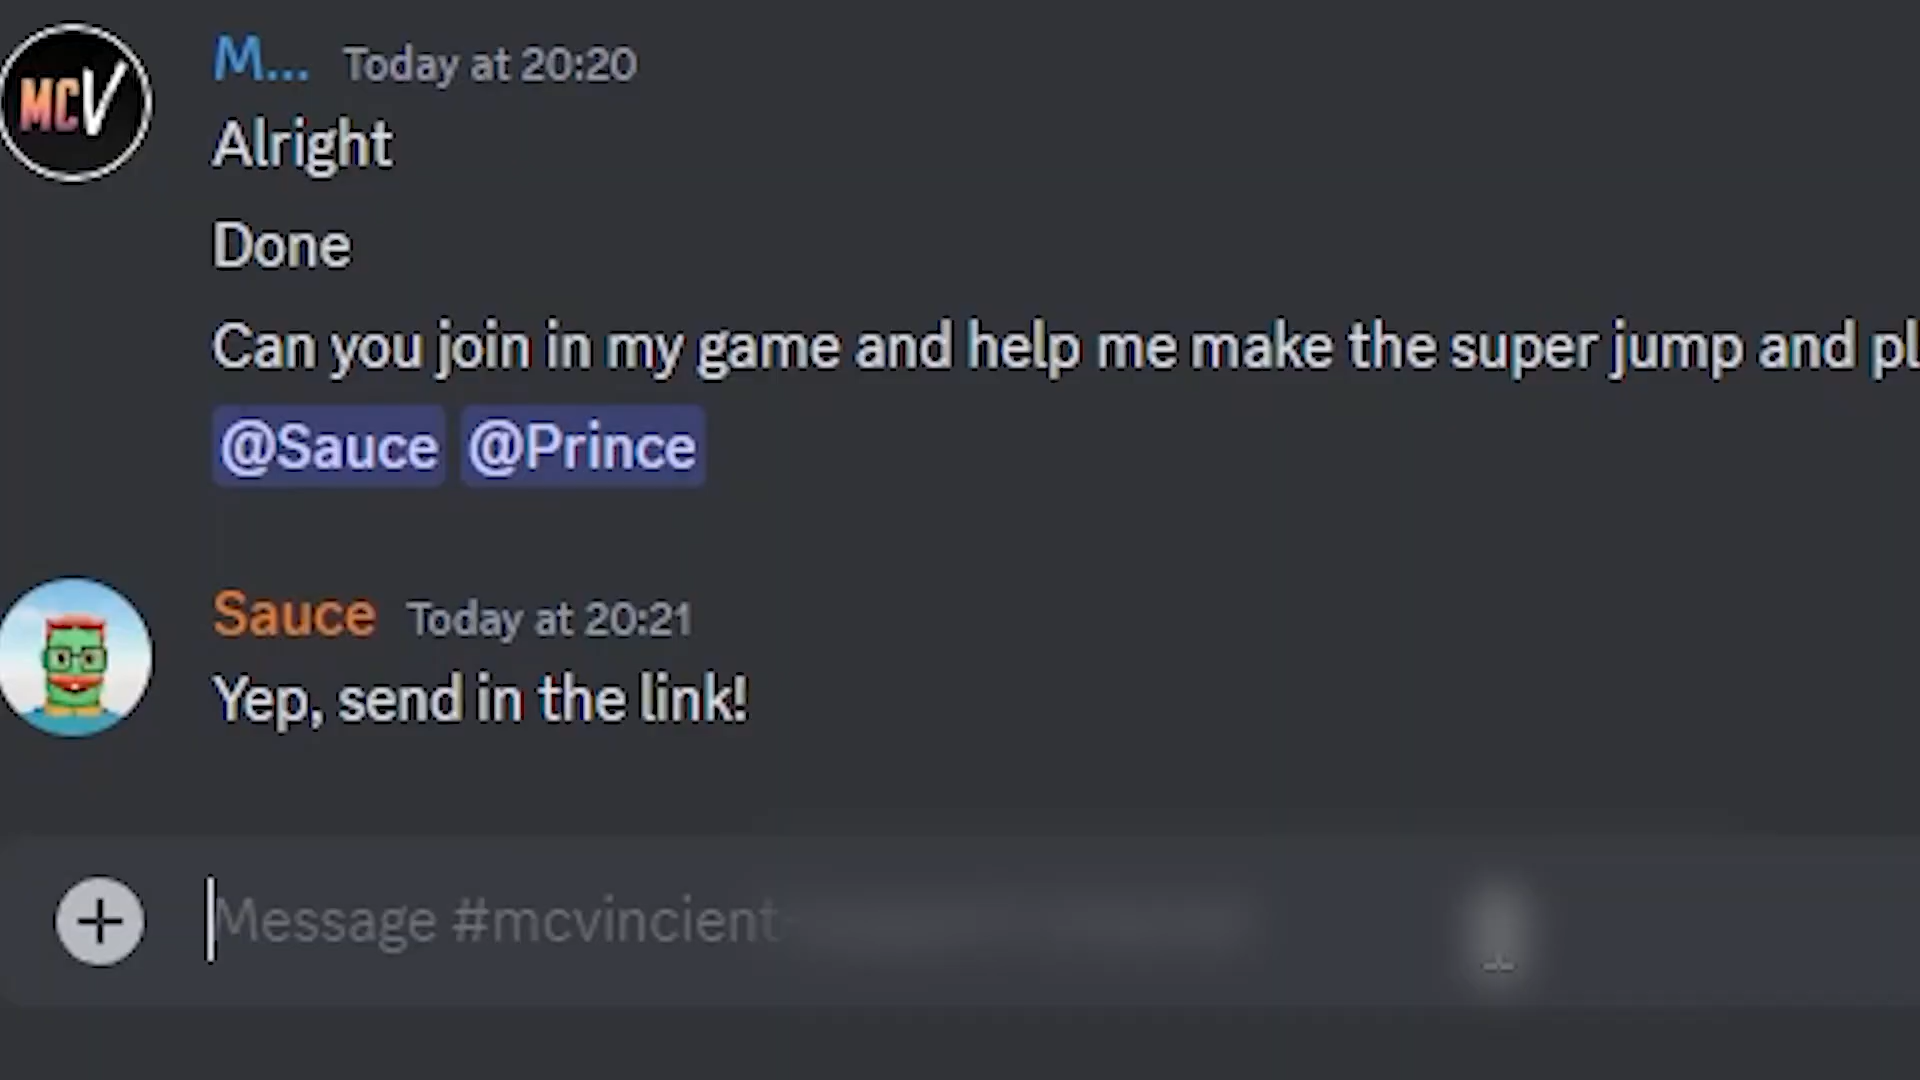 MCV
M... Today at 20:20
Alright
Done
Can you join in my game and help me make the super jump and pl
@Sauce @Prince
Sauce Today at 20:21
Yep, send in the link!
Message #mcvincient